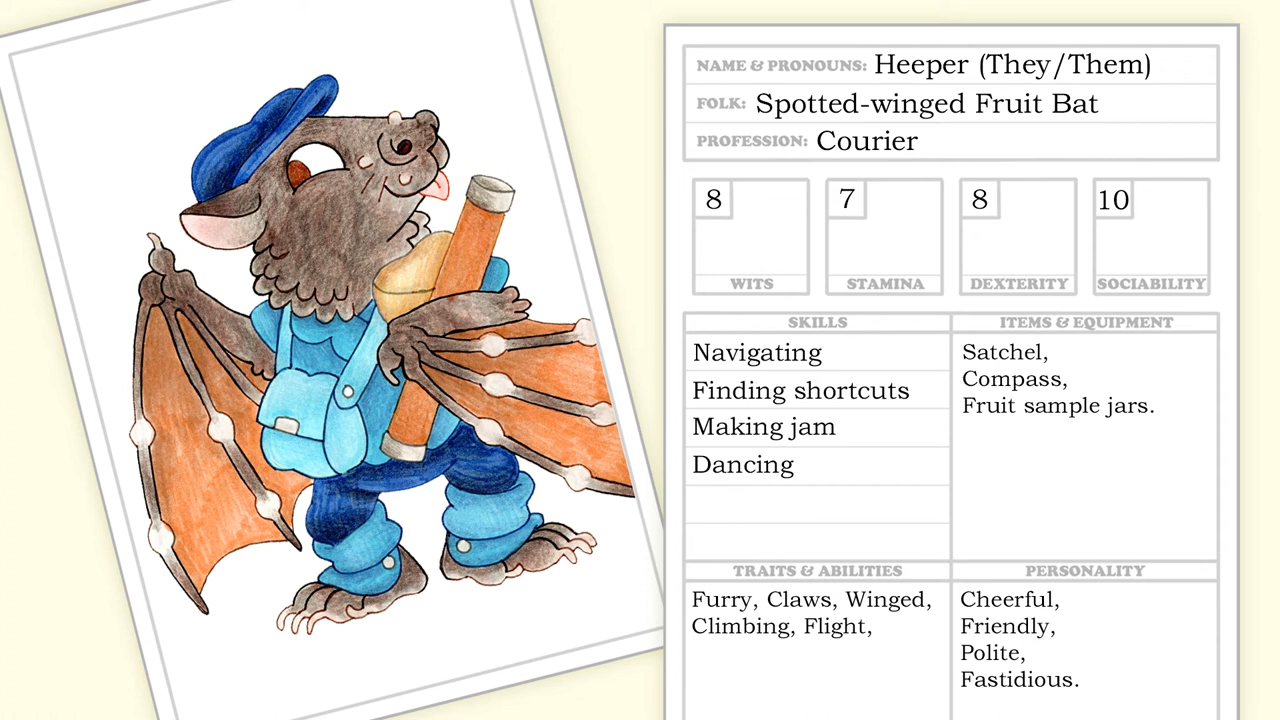 NAME & PRONOUNS: Heeper (They/Them)
FOLK: Spotted-winged Fruit Bat
PROFESSION: Courier
8 7 8 10
WITS STAMINA DEXTERITY SOCIABILITY
SKILLS
Navigating
Finding shortcuts
Making jam
Dancing
ITEMS & EQUIPMENT
Satchel,
Compass,
Fruit sample jars.
TRAITS & ABILITIES
Furry, Claws, Winged,
Climbing, Flight,
PERSONALITY
Cheerful,
Friendly,
Polite,
Fastidious.